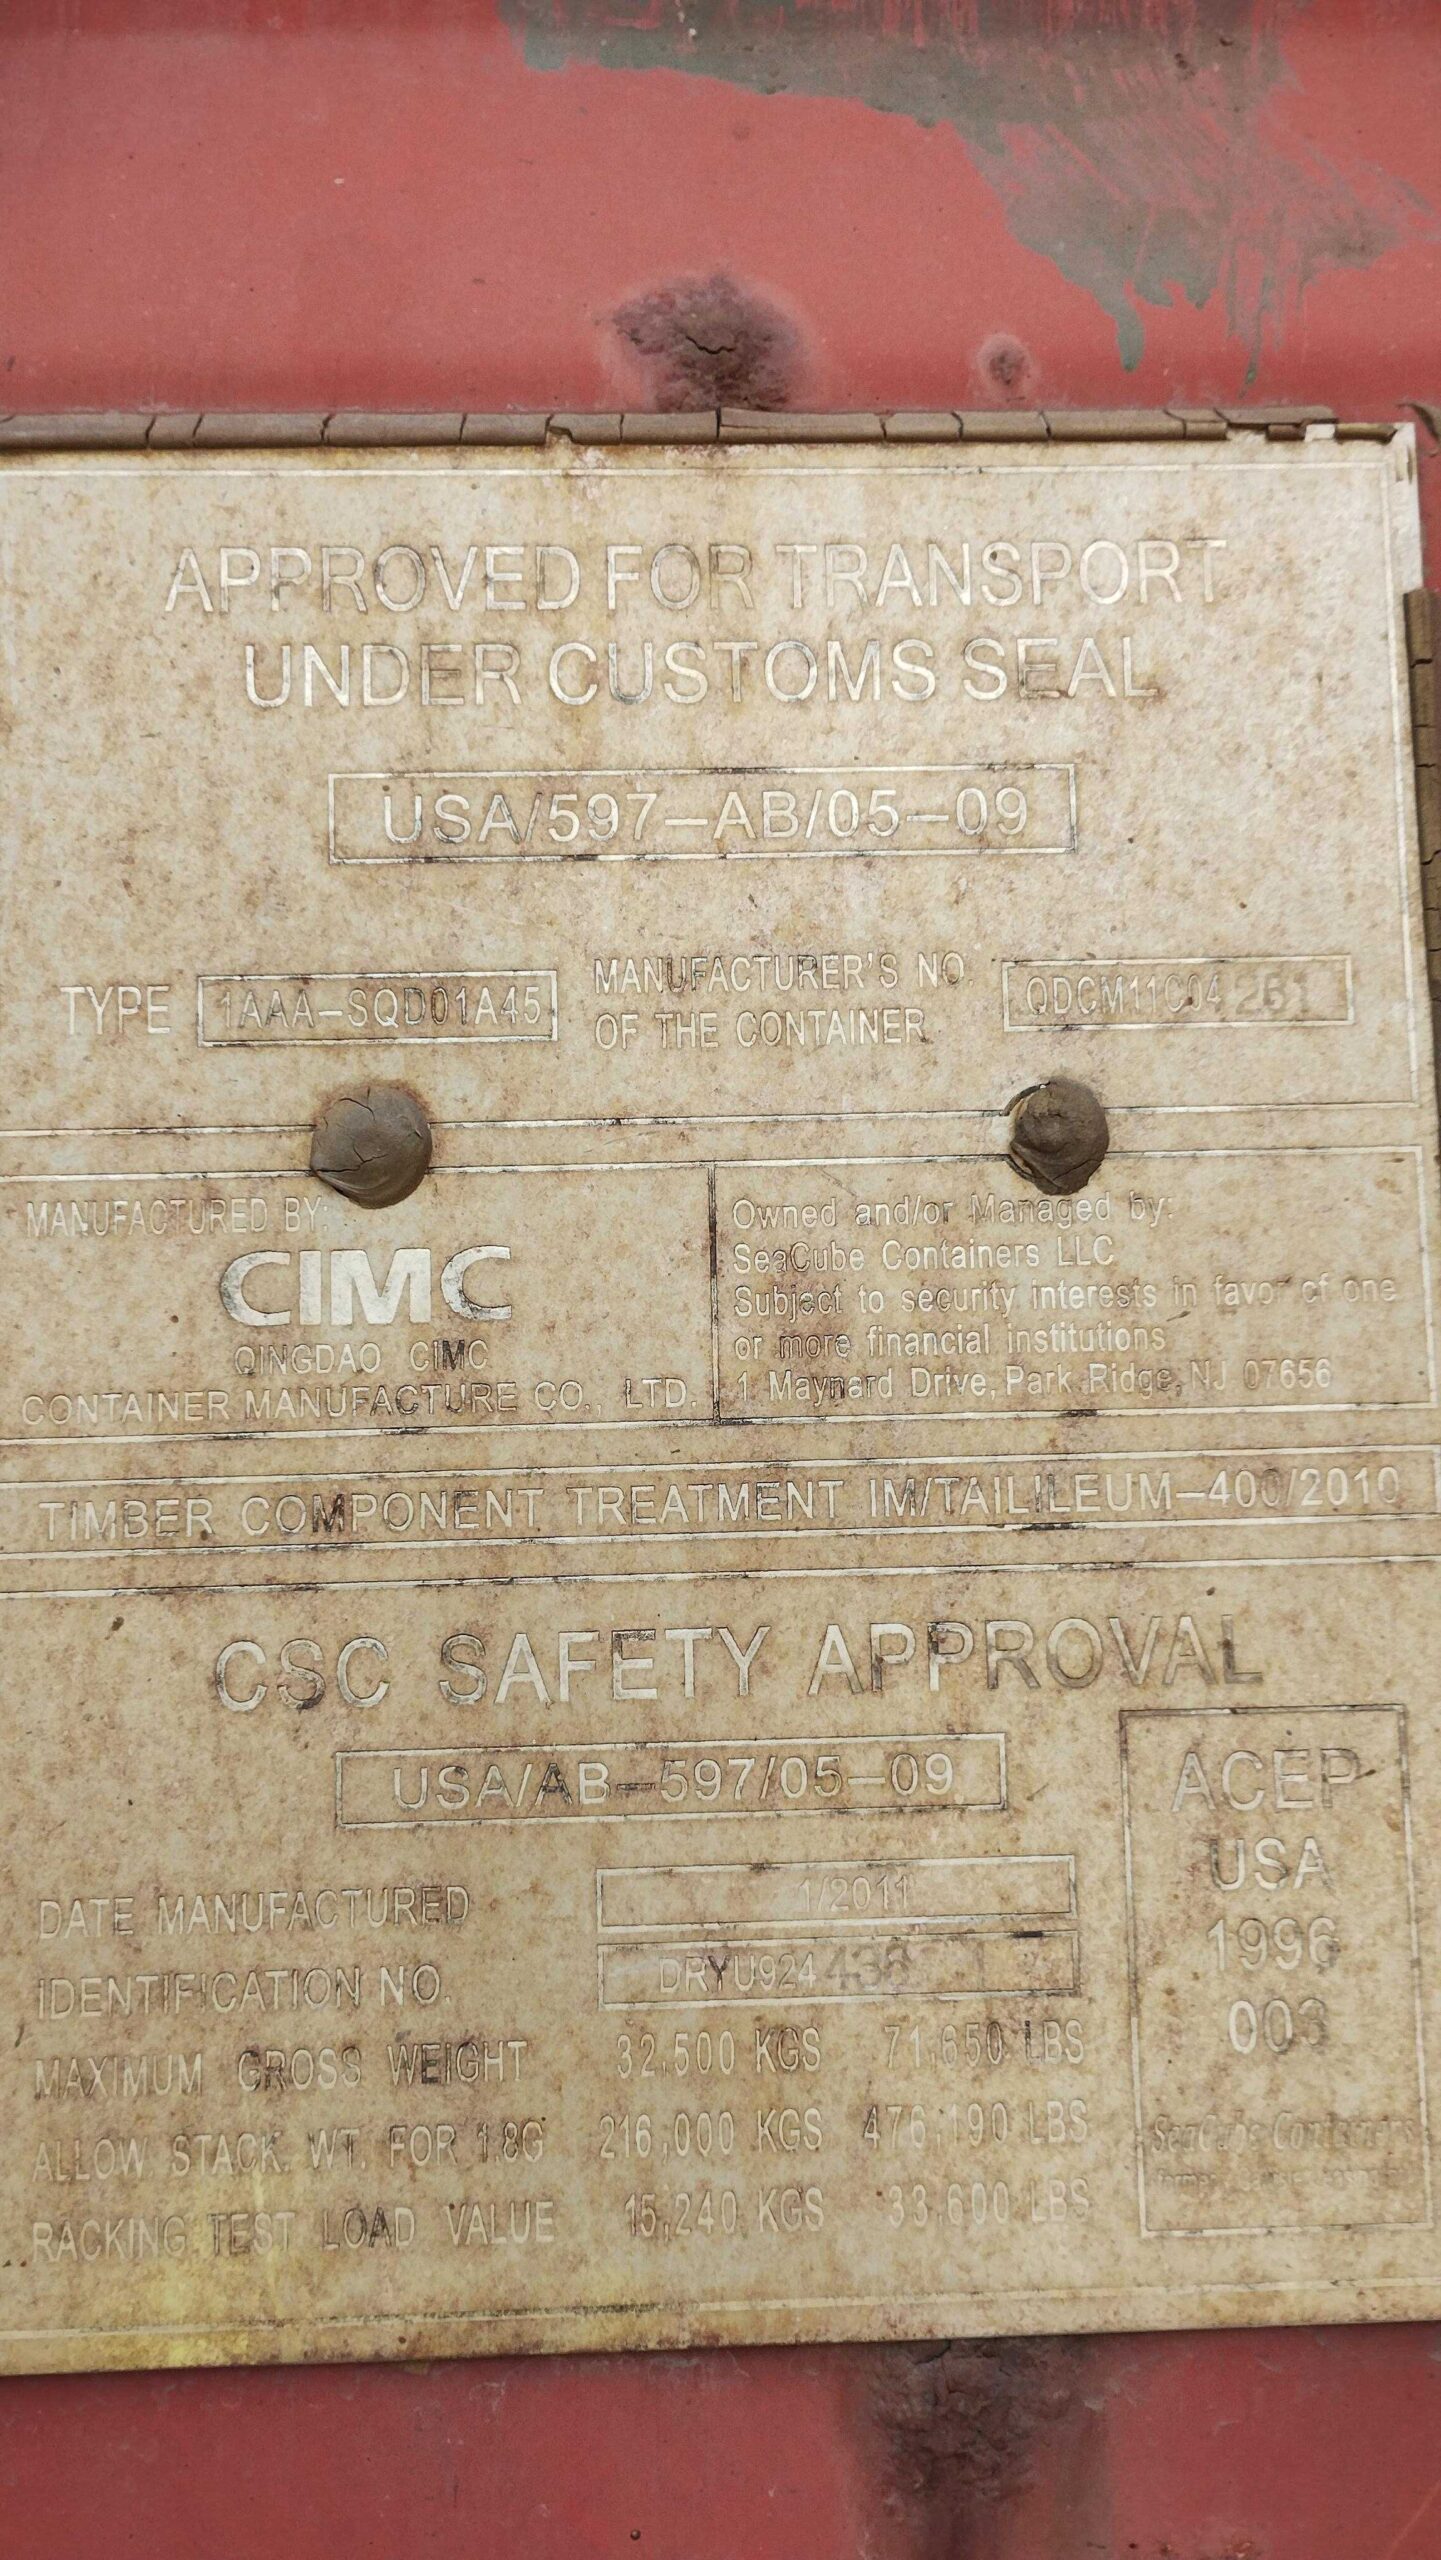 APPROVED FOR TRANSPORT
UNDER CUSTOMS SEAL
USA/597-AB/05-09
TYPE 1AAA-SQD01A45 MANUFACTURER'S NO. OF THE CONTAINER QDCM11C04 261
MANUFACTURED BY:
CIMC
QINGDAO CIMC
CONTAINER MANUFACTURE CO., LTD.
Owned and/or Managed by:
SeaCube Containers LLC
Subject to security interests in favor of one
or more financial institutions
1 Maynard Drive, Park Ridge, NJ 07656
TIMBER COMPONENT TREATMENT IM/TAILILEUM-400/2010
CSC SAFETY APPROVAL
USA/AB-597/05-09
DATE MANUFACTURED 1/2011
IDENTIFICATION NO.
MAXIMUM GROSS WEIGHT 32,500 KGS 71,650 LBS
ALLOW. STACK. WT. FOR 1.8G 216,000 KGS 476,190 LBS
RACKING TEST LOAD VALUE 15,240 KGS 33,600 LBS
ACEP
USA
1996
003
SeaCube Containers